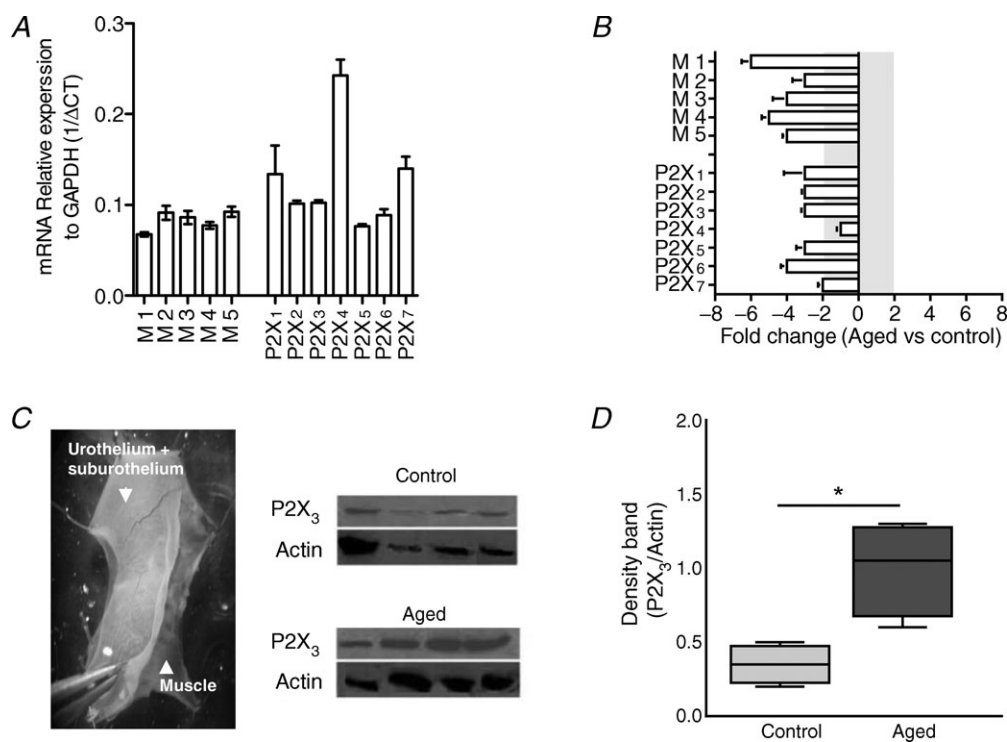 A
mRNA Relative experssion
to GAPDH (1/ΔCT)
0.3
0.2
0.1
0.0
M 1
M 2
M 3
M 4
M 5
P2X1
P2X2
P2X3
P2X4
P2X5
P2X6
P2X7
B
M 1
M 2
M 3
M 4
M 5
P2X1
P2X2
P2X3
P2X4
P2X5
P2X6
P2X7
−8 −6 −4 −2 0 2 4 6 8
Fold change (Aged vs control)
C
Urothelium +
suburothelium
Muscle
Control
P2X3
Actin
Aged
P2X3
Actin
D
Density band
(P2X3/Actin)
2.0
1.5
1.0
0.5
0.0
*
Control Aged